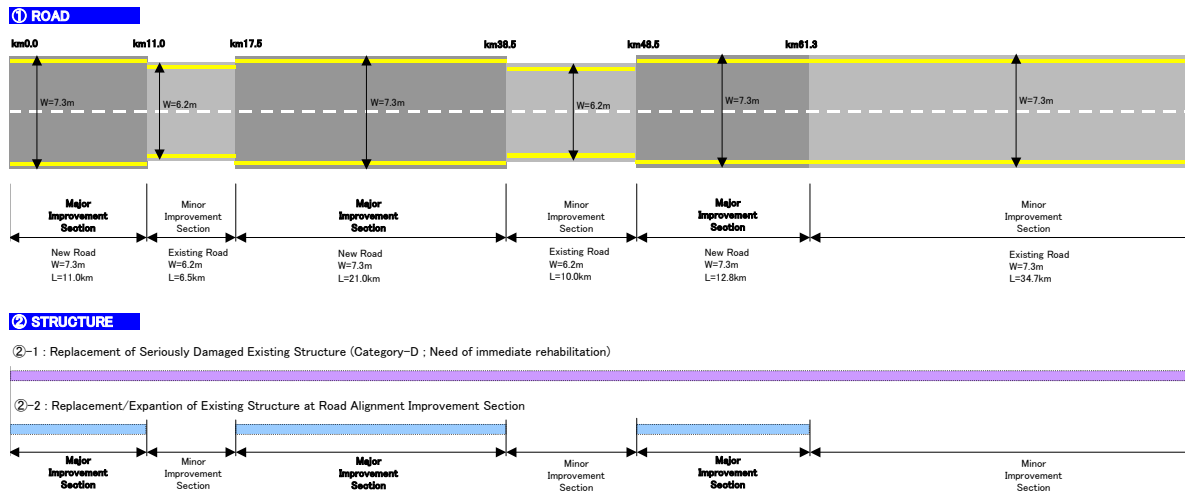 ① ROAD
km0.0 km11.0 km17.5 km38.5 km48.5 km61.3
W=7.3m W=6.2m W=7.3m W=6.2m W=7.3m W=7.3m
Major
Improvement
Section
Minor
Improvement
Section
Major
Improvement
Section
Minor
Improvement
Section
Major
Improvement
Section
Minor
Improvement
Section
New Road
W=7.3m
L=11.0km
Existing Road
W=6.2m
L=6.5km
New Road
W=7.3m
L=21.0km
Existing Road
W=6.2m
L=10.0km
New Road
W=7.3m
L=12.8km
Existing Road
W=7.3m
L=34.7km
② STRUCTURE
②-1 : Replacement of Seriously Damaged Existing Structure (Category-D ; Need of immediate rehabilitation)
②-2 : Replacement/Expantion of Existing Structure at Road Alignment Improvement Section
Major
Improvement
Section
Minor
Improvement
Section
Major
Improvement
Section
Minor
Improvement
Section
Major
Improvement
Section
Minor
Improvement
Section